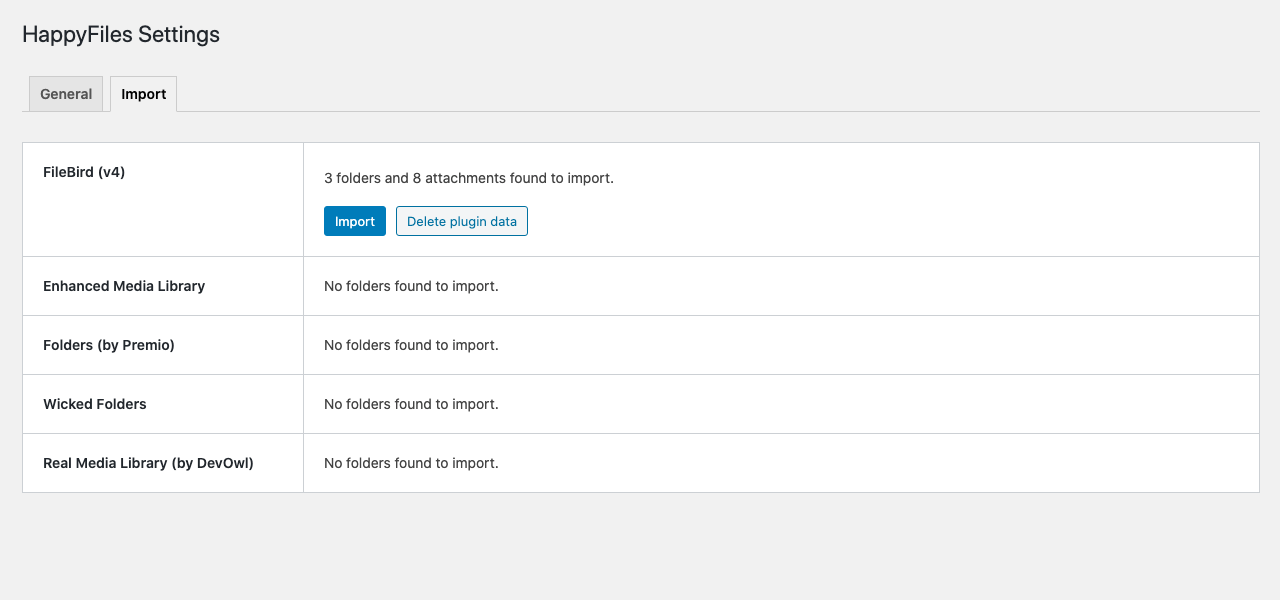 HappyFiles Settings
General Import
FileBird (v4)
3 folders and 8 attachments found to import.
Import Delete plugin data
Enhanced Media Library No folders found to import.
Folders (by Premio) No folders found to import.
Wicked Folders No folders found to import.
Real Media Library (by DevOwl) No folders found to import.